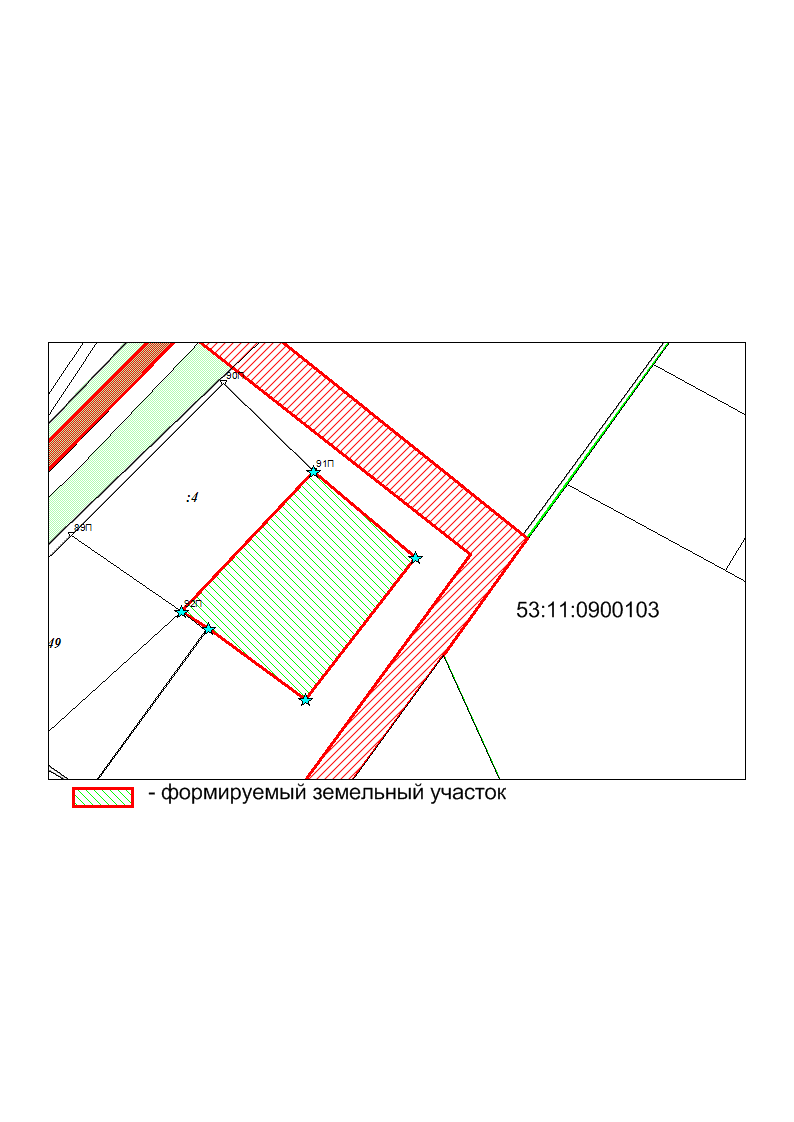 90П
91П
:4
89П
92П
53:11:0900103
49
- формируемый земельный участок